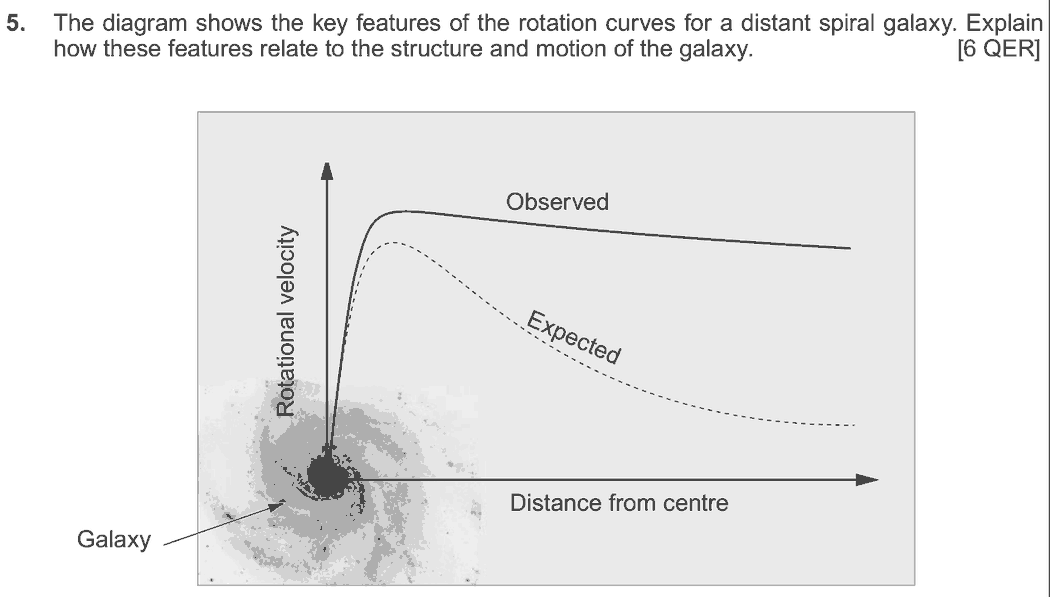 5. The diagram shows the key features of the rotation curves for a distant spiral galaxy. Explain
how these features relate to the structure and motion of the galaxy. [6 QER]
Observed
Rotational velocity
Expected
Distance from centre
Galaxy